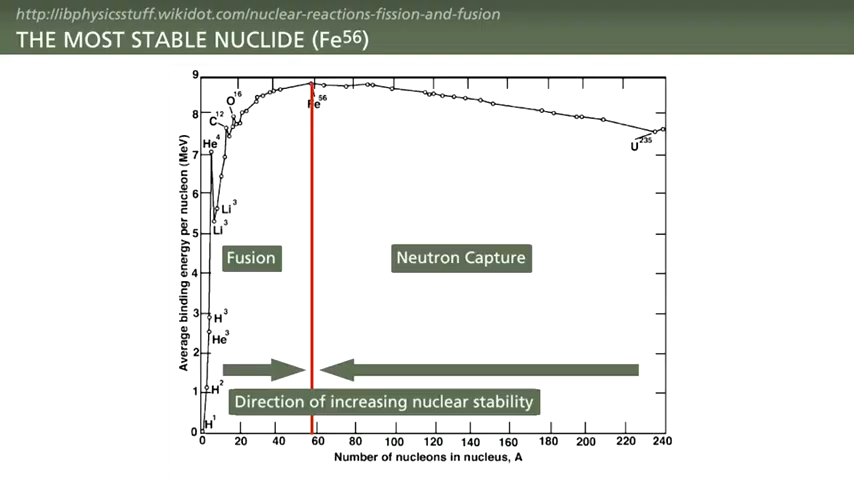 http://ibphysicsstuff.wikidot.com/nuclear-reactions-fission-and-fusion
THE MOST STABLE NUCLIDE (Fe56)
9
O16
Fe56
C12
8
He4
U235
7
6
Li3
Li3
5
Fusion
Neutron Capture
4
3
H3
He3
2
1
H2
Direction of increasing nuclear stability
H1
0
Average binding energy per nucleon (MeV)
0 20 40 60 80 100 120 140 160 180 200 220 240
Number of nucleons in nucleus, A